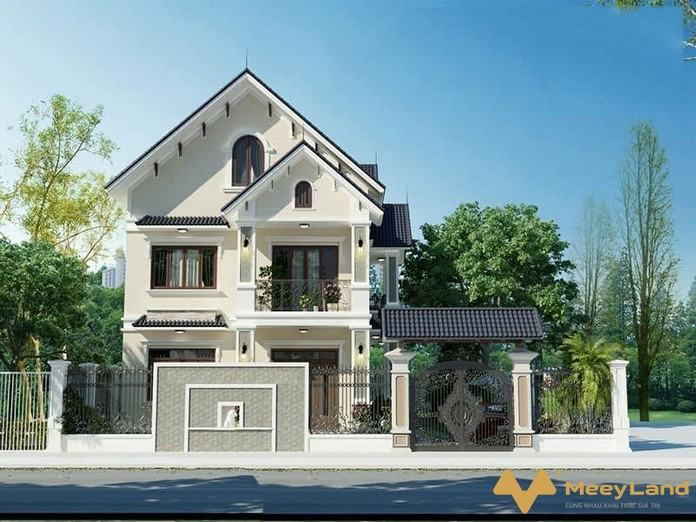 MEEYLAND
CÙNG NHAU KHAI THÁC GIÁ TRỊ